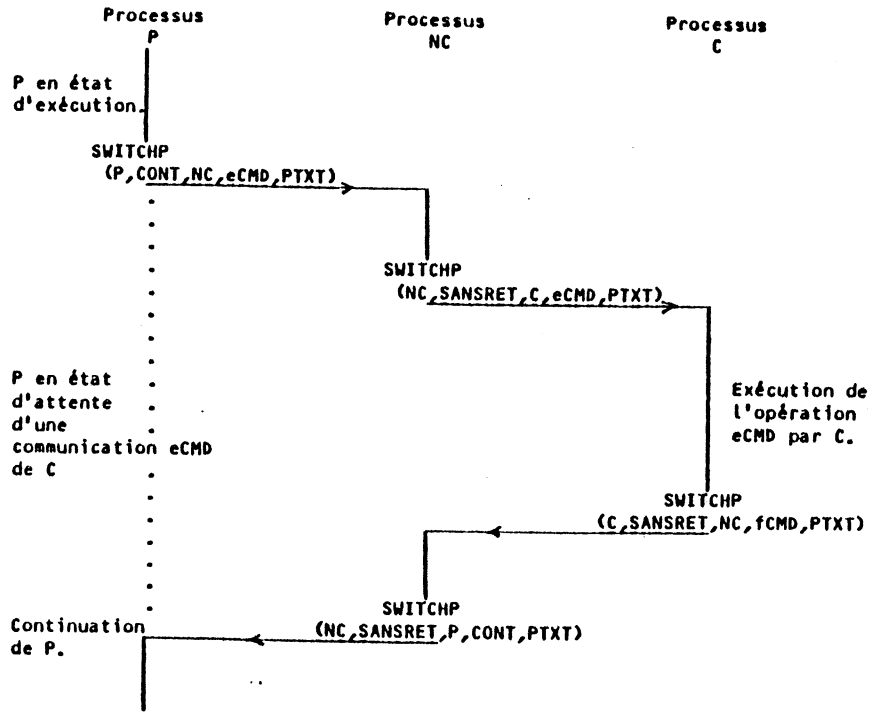 Processus
P
Processus
NC
Processus
C
P en état
d'exécution.
SWITCHP
(P,CONT,NC,eCMD,PTXT)
SWITCHP
(NC,SANSRET,C,eCMD,PTXT)
P en état
d'attente
d'une
communication eCMD
de C
Exécution de
l'opération
eCMD par C.
SWITCHP
(C,SANSRET,NC,fCMD,PTXT)
SWITCHP
(NC,SANSRET,P,CONT,PTXT)
Continuation
de P.